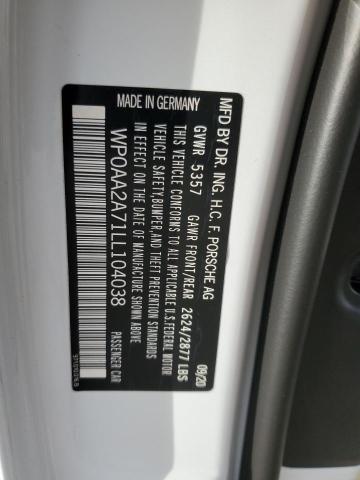 MFD BY DR. ING. H.C. F. PORSCHE AG
09/20
GVWR 5357 GAWR FRONT/REAR 2624/2877 LBS
THIS VEHICLE CONFORMS TO ALL APPLICABLE U.S. FEDERAL MOTOR
VEHICLE SAFETY, BUMPER, AND THEFT PREVENTION STANDARDS
IN EFFECT ON THE DATE OF MANUFACTURE SHOWN ABOVE
WP0AA2A71LL104038 PASSENGER CAR
MADE IN GERMANY